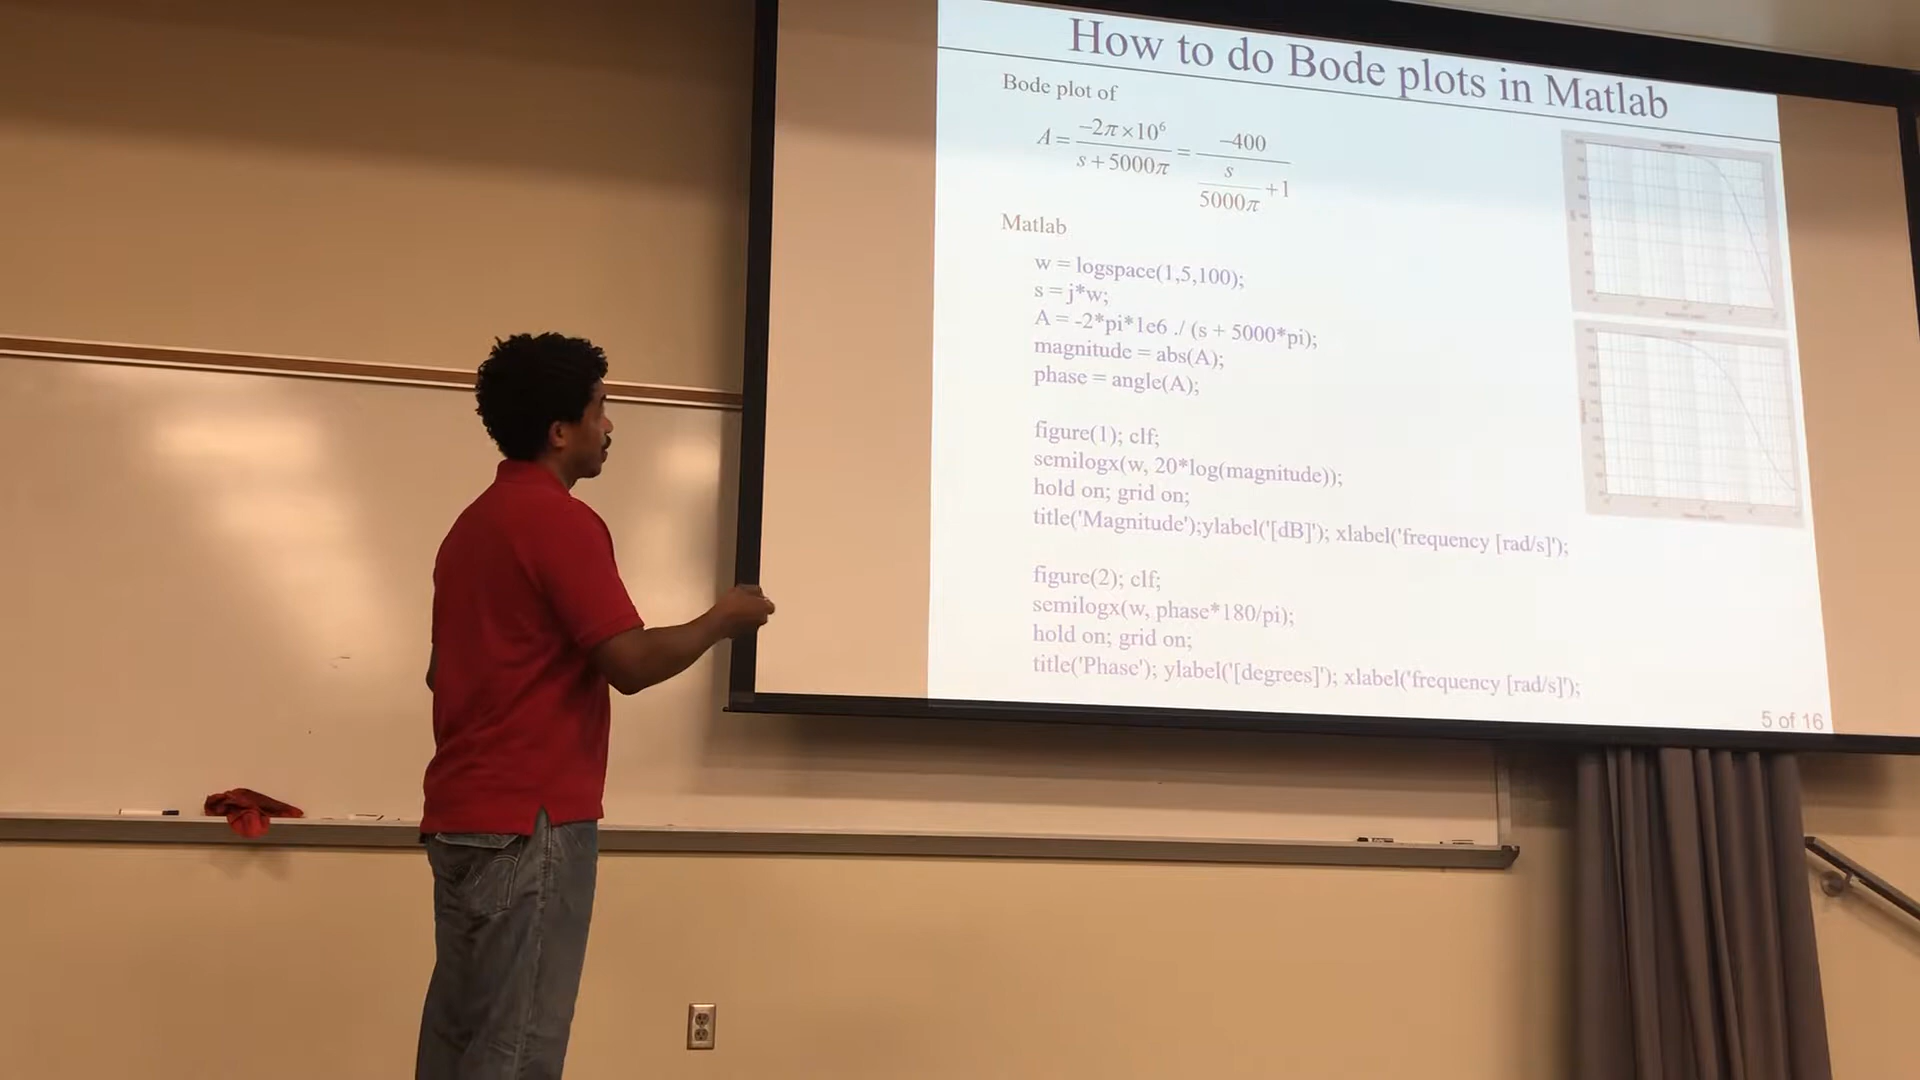 How to do Bode plots in Matlab
Bode plot of
A = −2π×10⁶ / s+5000π = −400 / s/5000π +1
Matlab
w = logspace(1,5,100);
s = j*w;
A = -2*pi*1e6 ./ (s + 5000*pi);
magnitude = abs(A);
phase = angle(A);
figure(1); clf;
semilogx(w, 20*log(magnitude));
hold on; grid on;
title('Magnitude');ylabel('[dB]'); xlabel('frequency [rad/s]');
figure(2); clf;
semilogx(w, phase*180/pi);
hold on; grid on;
title('Phase'); ylabel('[degrees]'); xlabel('frequency [rad/s]');
5 of 16